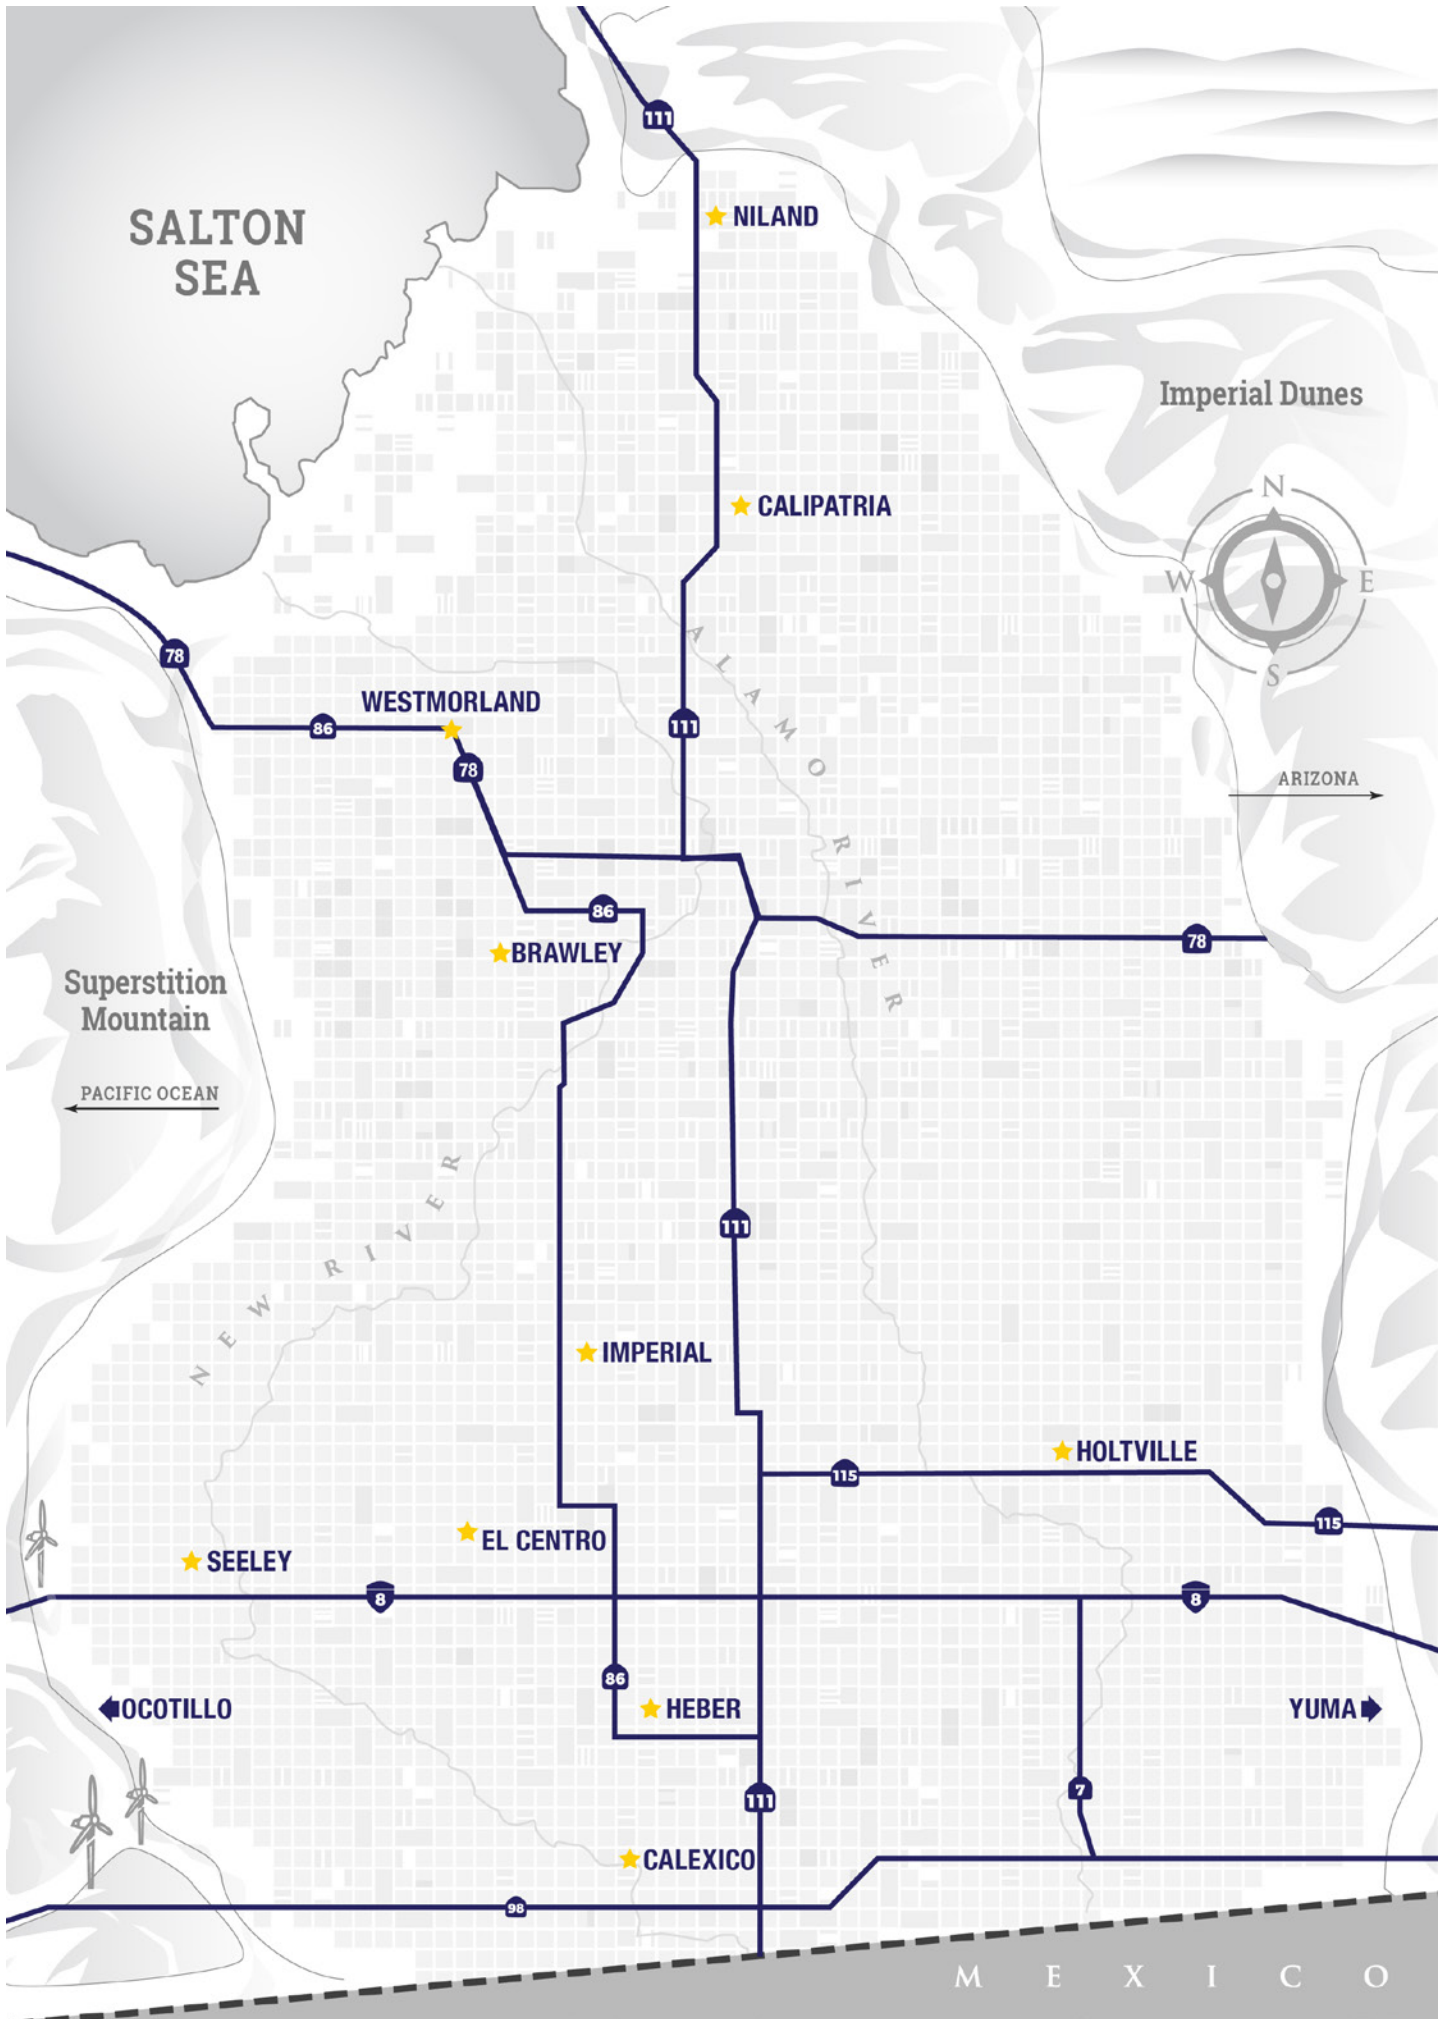 111
NILAND
SALTON
SEA
Imperial Dunes
N
CALIPATRIA
W
E
S
ALAMO RIVER
78
WESTMORLAND
86
111
78
ARIZONA
86
78
BRAWLEY
Superstition
Mountain
PACIFIC OCEAN
NEW RIVER
111
IMPERIAL
HOLTVILLE
115
115
EL CENTRO
SEELEY
8
8
86
OCOTILLO
HEBER
YUMA
7
111
CALEXICO
98
MEXICO